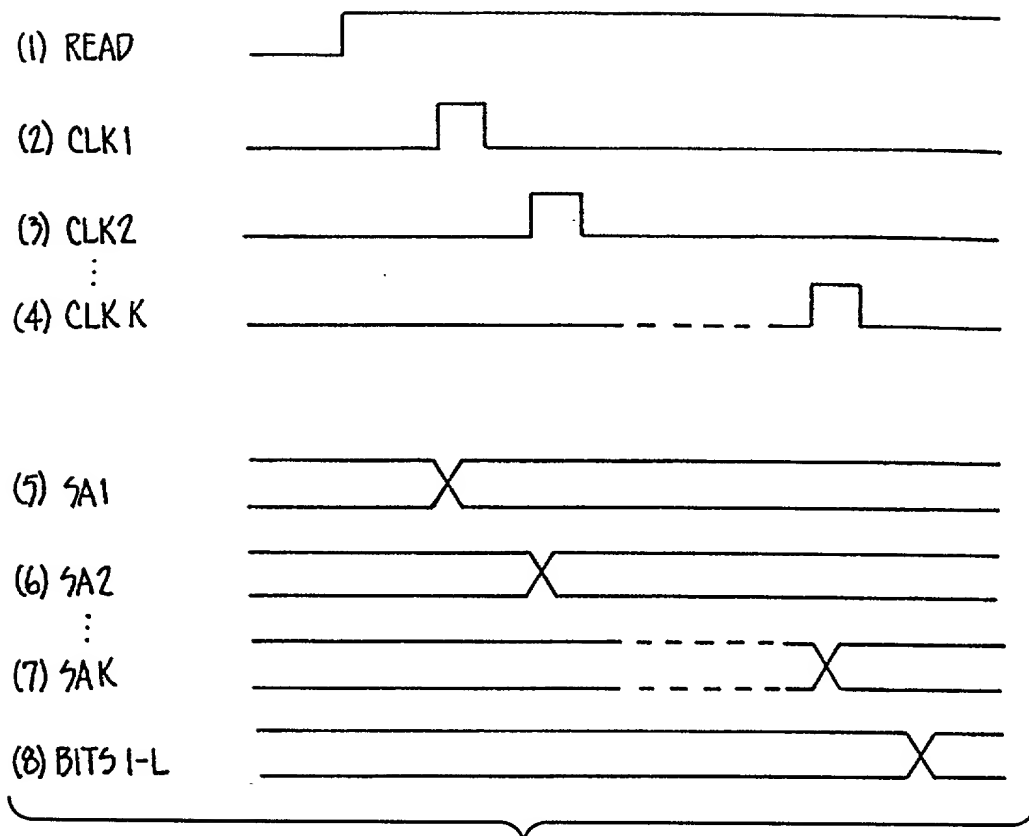 (1) READ
(2) CLK1
(3) CLK2
⋮
(4) CLK K
(5) SA1
(6) SA2
⋮
(7) SAK
(8) BITS 1-L